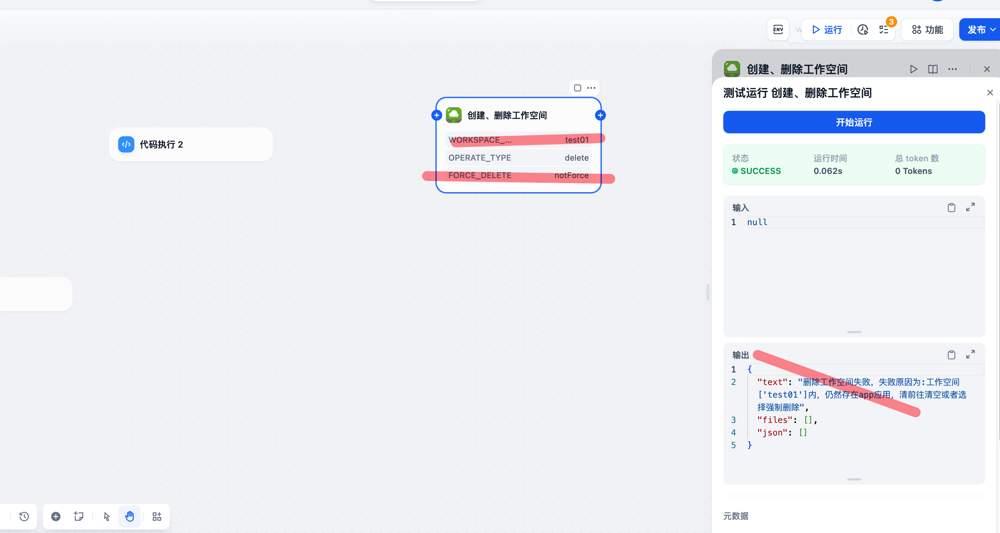 ENV
运行
3
功能
发布
创建、删除工作空间
测试运行 创建、删除工作空间
开始运行
状态
运行时间
总 token 数
SUCCESS
0.062s
0 Tokens
输入
1 null
输出
1 {
2 "text": "删除工作空间失败，失败原因为:工作空间
['test01']内，仍然存在app应用，清前往清空或者选
择强制删除",
3 "files": [],
4 "json": []
5 }
元数据
创建、删除工作空间
WORKSPACE_... test01
OPERATE_TYPE delete
FORCE_DELETE notForce
代码执行 2